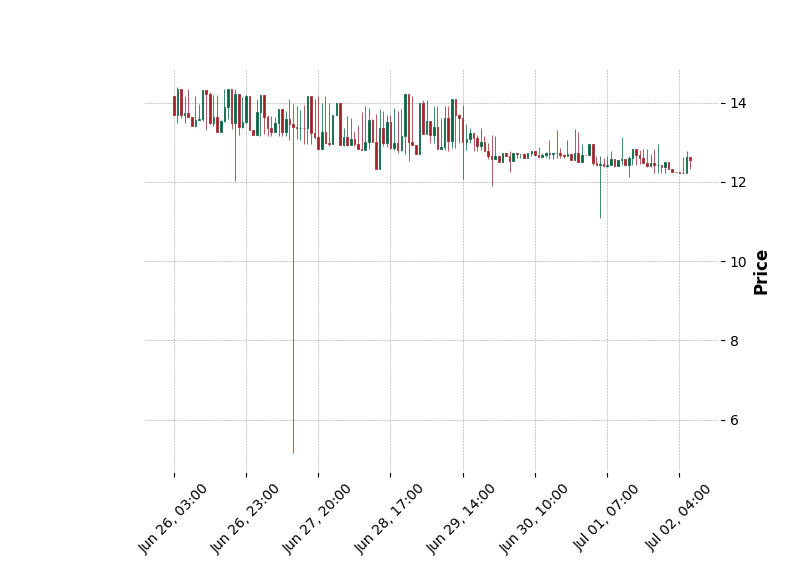 14
12
10
8
6
Price
Jun 26, 03:00
Jun 26, 23:00
Jun 27, 20:00
Jun 28, 17:00
Jun 29, 14:00
Jun 30, 10:00
Jul 01, 07:00
Jul 02, 04:00